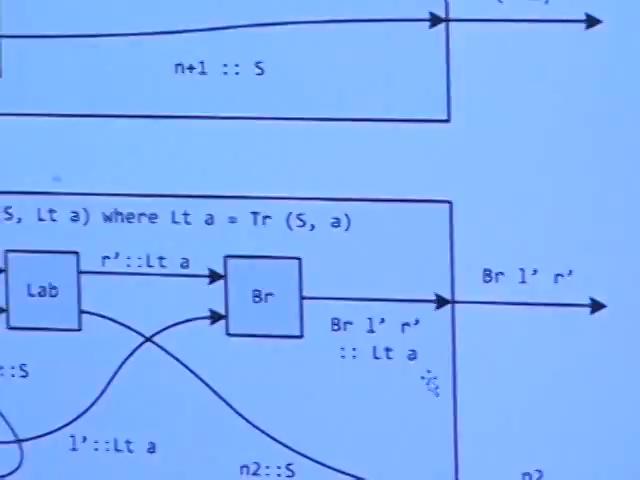 n+1 :: S
S, Lt a) where Lt a = Tr (S, a)
r'::Lt a
Lab
Br
Br l' r'
Br l' r'
:: Lt a
::S
l'::Lt a
n2::S
n2